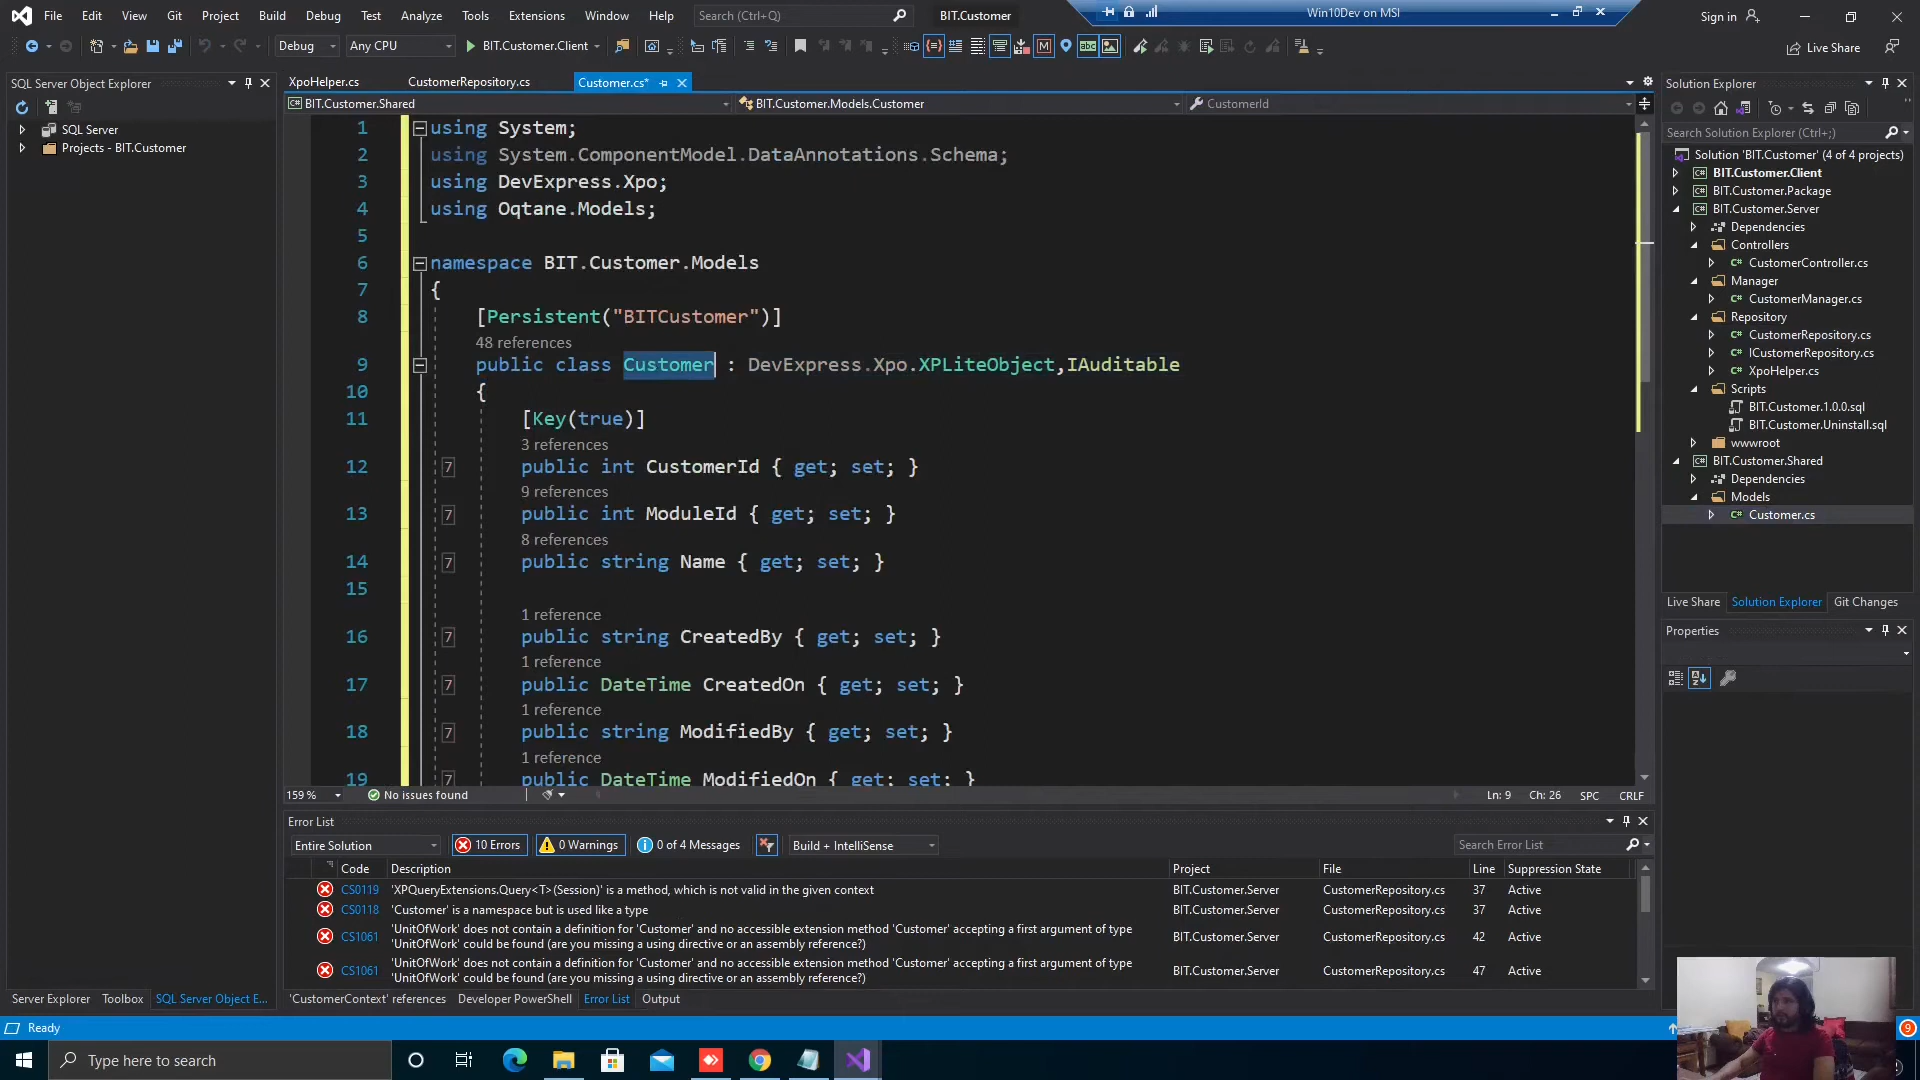 File Edit View Git Project Build Debug Test Analyze Tools Extensions Window Help Search (Ctrl+Q) BIT.Customer Win10Dev on MSI Sign in
Debug Any CPU BIT.Customer.Client Live Share
SQL Server Object Explorer
SQL Server
Projects - BIT.Customer
XpoHelper.cs CustomerRepository.cs Customer.cs*
BIT.Customer.Shared BIT.Customer.Models.Customer CustomerId
1 using System;
2 using System.ComponentModel.DataAnnotations.Schema;
3 using DevExpress.Xpo;
4 using Oqtane.Models;
5
6 namespace BIT.Customer.Models
7 {
8 [Persistent("BITCustomer")]
48 references
9 public class Customer : DevExpress.Xpo.XPLiteObject,IAuditable
10 {
11 [Key(true)]
3 references
12 public int CustomerId { get; set; }
9 references
13 public int ModuleId { get; set; }
8 references
14 public string Name { get; set; }
15
1 reference
16 public string CreatedBy { get; set; }
1 reference
17 public DateTime CreatedOn { get; set; }
1 reference
18 public string ModifiedBy { get; set; }
1 reference
19 public DateTime ModifiedOn { get; set; }
159 % No issues found Ln: 9 Ch: 26 SPC CRLF
Error List
Entire Solution 10 Errors 0 Warnings 0 of 4 Messages Build + IntelliSense Search Error List
Code Description Project File Line Suppression State
CS0119 'XPQueryExtensions.Query<T>(Session)' is a method, which is not valid in the given context BIT.Customer.Server CustomerRepository.cs 37 Active
CS0118 'Customer' is a namespace but is used like a type BIT.Customer.Server CustomerRepository.cs 37 Active
CS1061 'UnitOfWork' does not contain a definition for 'Customer' and no accessible extension method 'Customer' accepting a first argument of type 'UnitOfWork' could be found (are you missing a using directive or an assembly reference?) BIT.Customer.Server CustomerRepository.cs 42 Active
CS1061 'UnitOfWork' does not contain a definition for 'Customer' and no accessible extension method 'Customer' accepting a first argument of type 'UnitOfWork' could be found (are you missing a using directive or an assembly reference?) BIT.Customer.Server CustomerRepository.cs 47 Active
Server Explorer Toolbox SQL Server Object E... 'CustomerContext' references Developer PowerShell Error List Output
Solution Explorer
Search Solution Explorer (Ctrl+;)
Solution 'BIT.Customer' (4 of 4 projects)
BIT.Customer.Client
BIT.Customer.Package
BIT.Customer.Server
Dependencies
Controllers
CustomerController.cs
Manager
CustomerManager.cs
Repository
CustomerRepository.cs
ICustomerRepository.cs
XpoHelper.cs
Scripts
BIT.Customer.1.0.0.sql
BIT.Customer.Uninstall.sql
wwwroot
BIT.Customer.Shared
Dependencies
Models
Customer.cs
Live Share Solution Explorer Git Changes
Properties
Ready
9
Type here to search